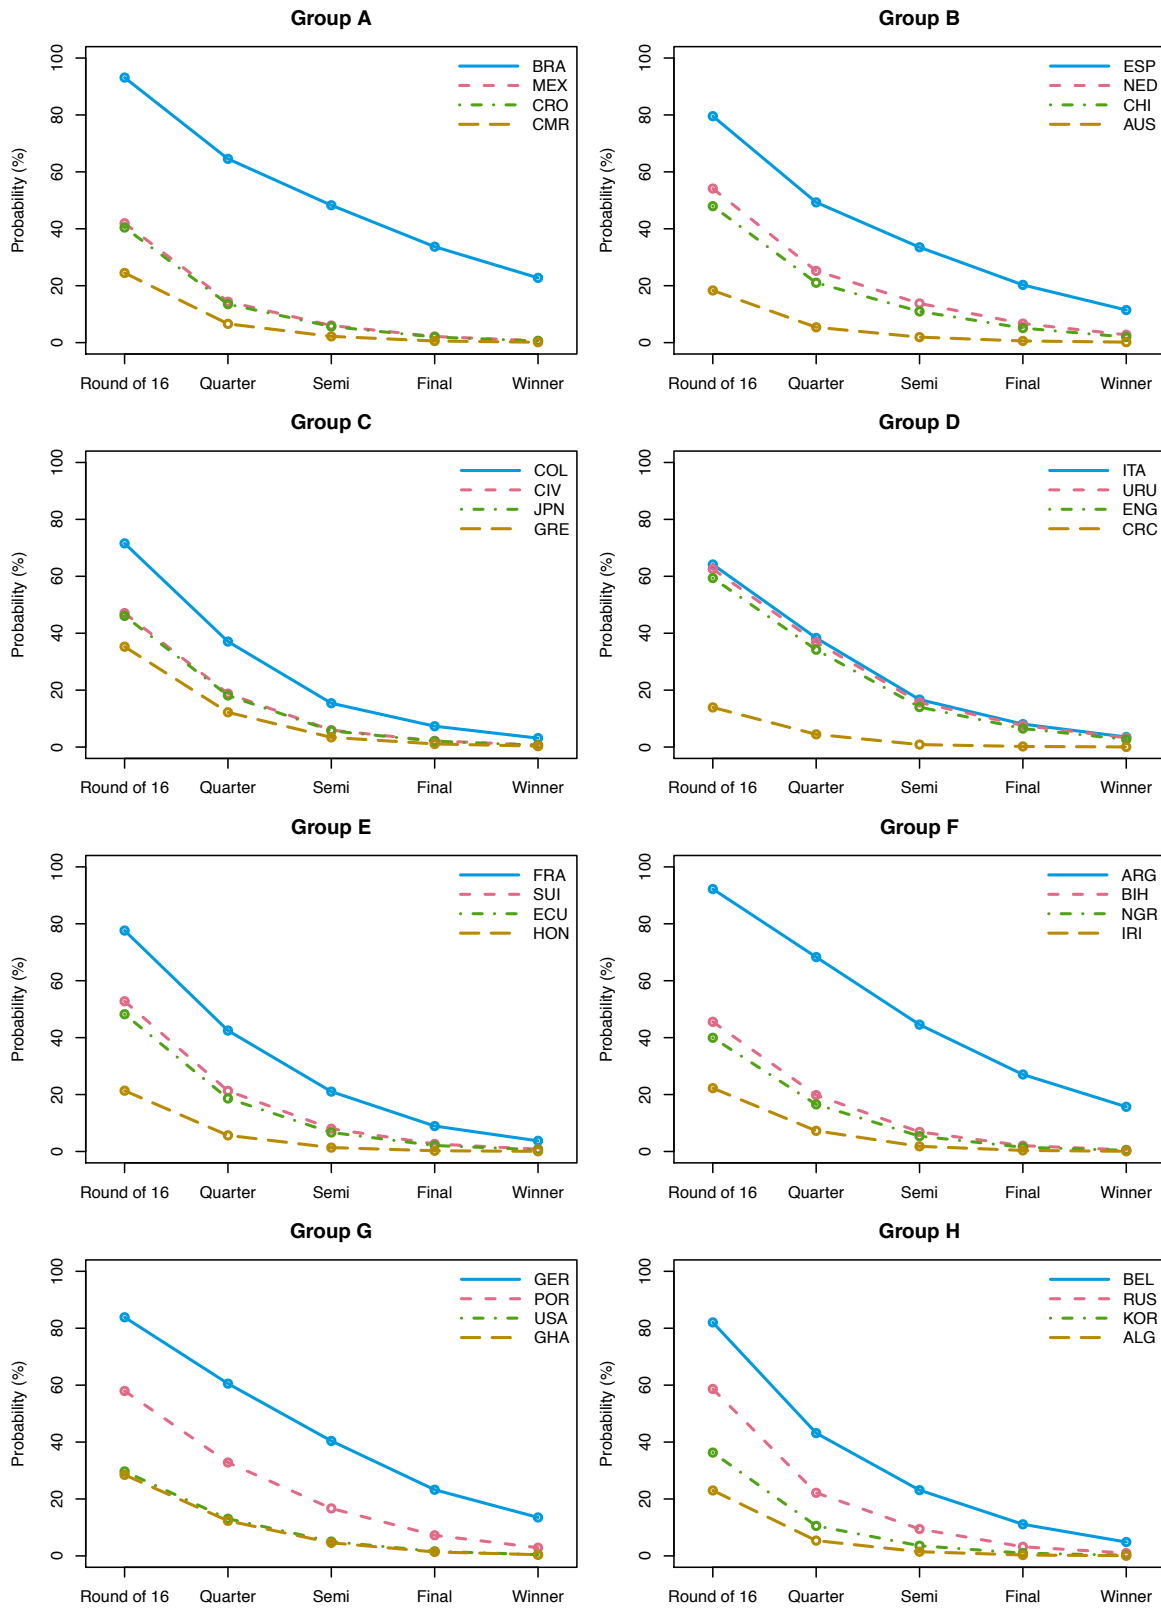 Group A
Probability (%)
100
80
60
40
20
0
BRA
MEX
CRO
CMR
Round of 16 Quarter Semi Final Winner
Group B
Probability (%)
100
80
60
40
20
0
ESP
NED
CHI
AUS
Round of 16 Quarter Semi Final Winner
Group C
Probability (%)
100
80
60
40
20
0
COL
CIV
JPN
GRE
Round of 16 Quarter Semi Final Winner
Group D
Probability (%)
100
80
60
40
20
0
ITA
URU
ENG
CRC
Round of 16 Quarter Semi Final Winner
Group E
Probability (%)
100
80
60
40
20
0
FRA
SUI
ECU
HON
Round of 16 Quarter Semi Final Winner
Group F
Probability (%)
100
80
60
40
20
0
ARG
BIH
NGR
IRI
Round of 16 Quarter Semi Final Winner
Group G
Probability (%)
100
80
60
40
20
0
GER
POR
USA
GHA
Round of 16 Quarter Semi Final Winner
Group H
Probability (%)
100
80
60
40
20
0
BEL
RUS
KOR
ALG
Round of 16 Quarter Semi Final Winner